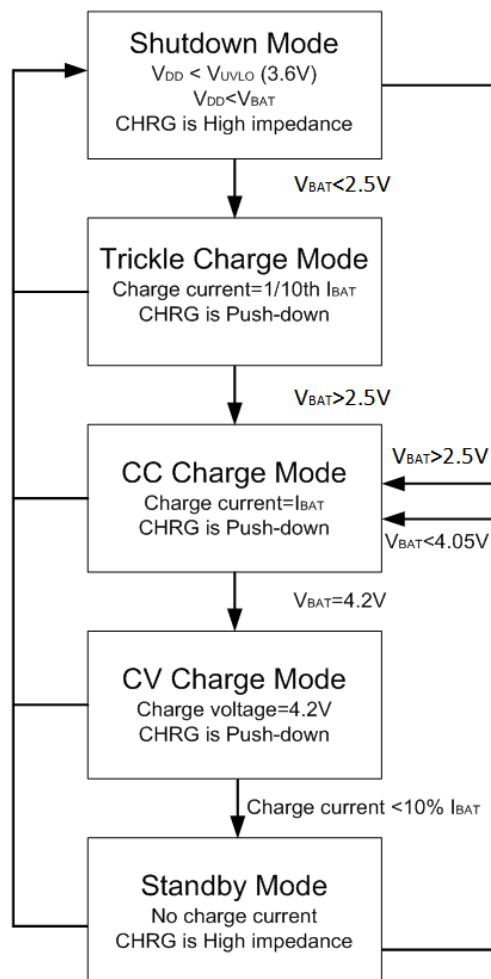 Shutdown Mode
VDD < VUVLO (3.6V)
VDD<VBAT
CHRG is High impedance
VBAT<2.5V
Trickle Charge Mode
Charge current=1/10th IBAT
CHRG is Push-down
VBAT>2.5V
CC Charge Mode
Charge current=IBAT
CHRG is Push-down
VBAT>2.5V
VBAT<4.05V
VBAT=4.2V
CV Charge Mode
Charge voltage=4.2V
CHRG is Push-down
Charge current <10% IBAT
Standby Mode
No charge current
CHRG is High impedance